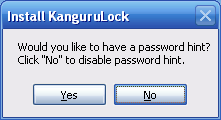 Install KanguruLock
Would you like to have a password hint?
Click "No" to disable password hint.
Yes
No